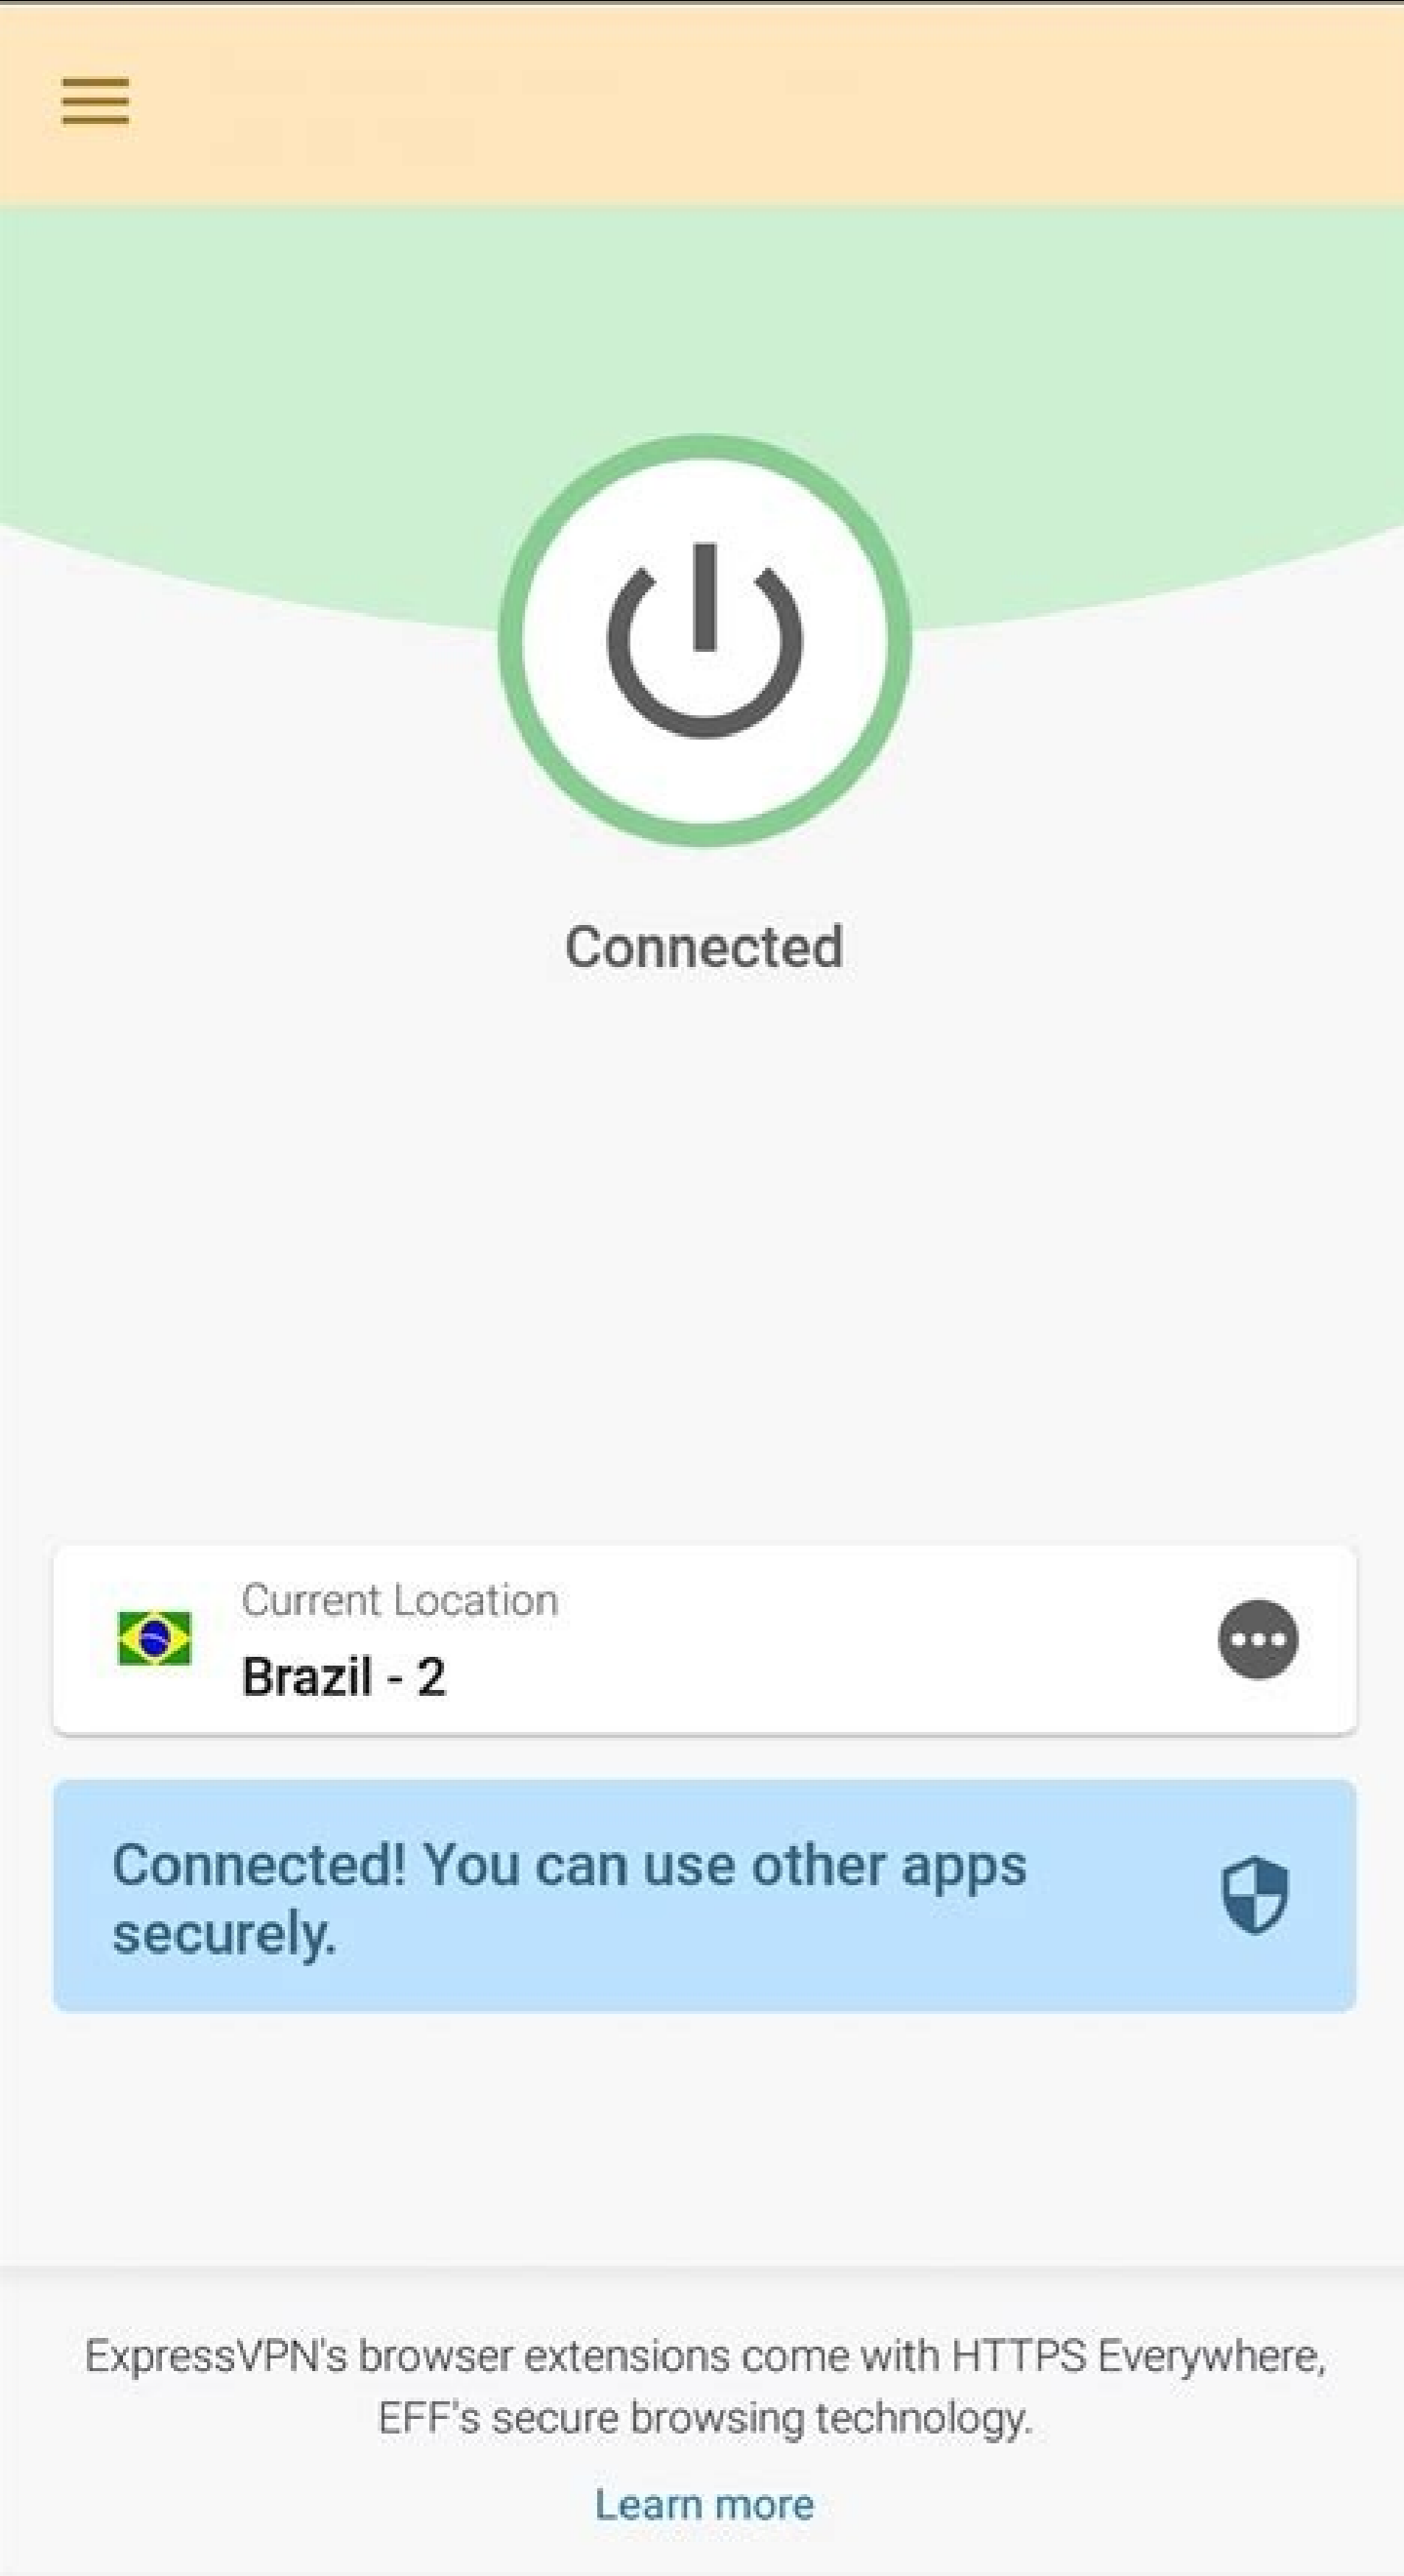 Connected
Current Location
Brazil - 2
Connected! You can use other apps
securely.
ExpressVPN's browser extensions come with HTTPS Everywhere,
EFF's secure browsing technology.
Learn more